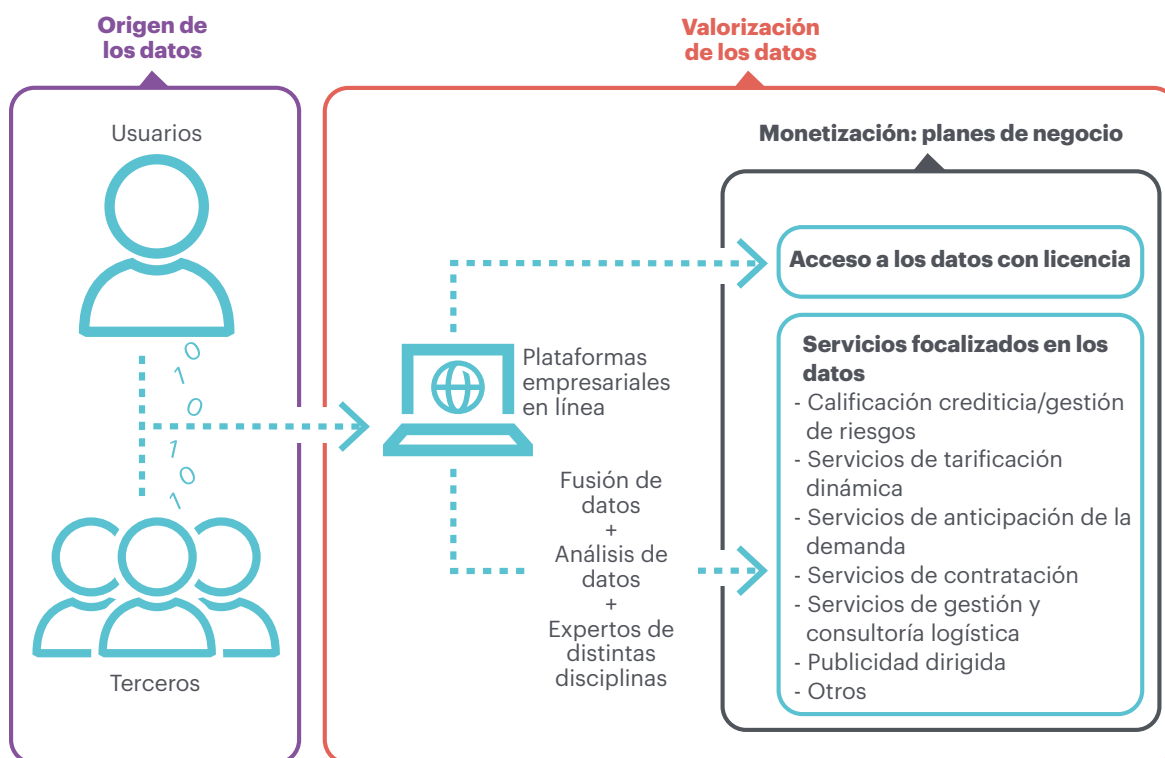 Origen de
los datos
Usuarios
0
1
0
1
0
1
Terceros
Valorización
de los datos
Plataformas
empresariales
en línea
Fusión de
datos
+
Análisis de
datos
+
Expertos de
distintas
disciplinas
Monetización: planes de negocio
Acceso a los datos con licencia
Servicios focalizados en los
datos
- Calificación crediticia/gestión
de riesgos
- Servicios de tarificación
dinámica
- Servicios de anticipación de la
demanda
- Servicios de contratación
- Servicios de gestión y
consultoría logística
- Publicidad dirigida
- Otros